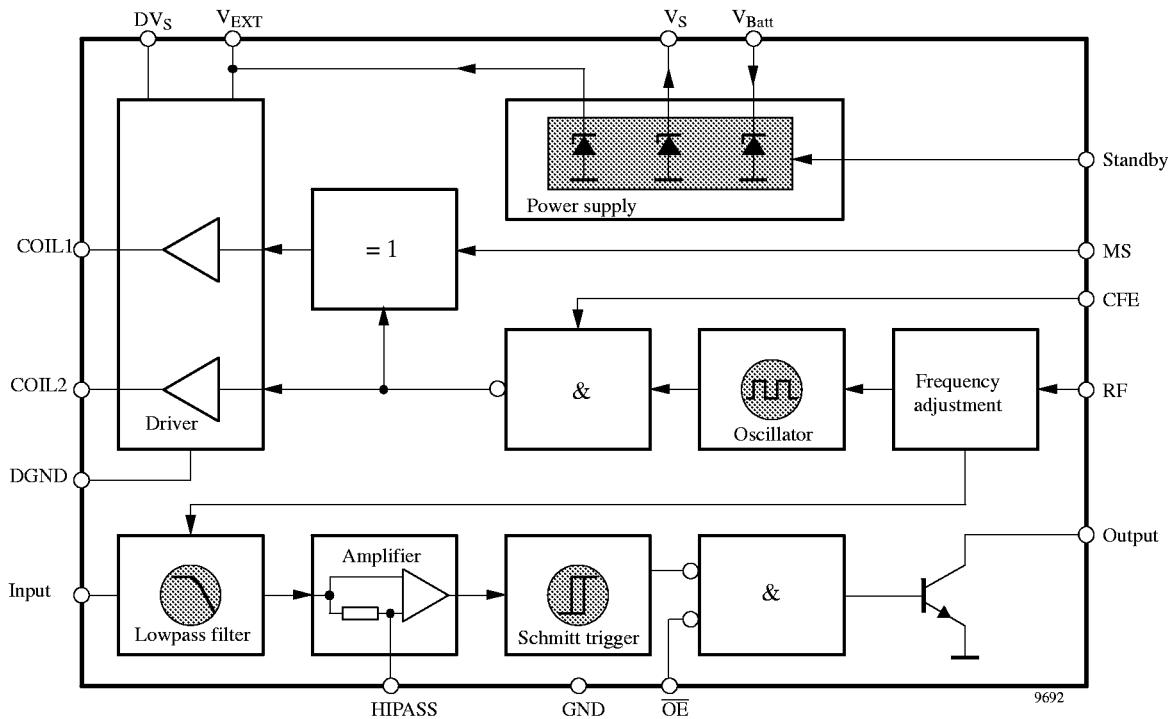 DVS VEXT VS VBatt
Standby
Power supply
COIL1
= 1
MS
CFE
COIL2
&
Frequency
adjustment
RF
Driver
Oscillator
DGND
Output
Amplifier
Input
&
Lowpass filter
Schmitt trigger
HIPASS GND OE
9692